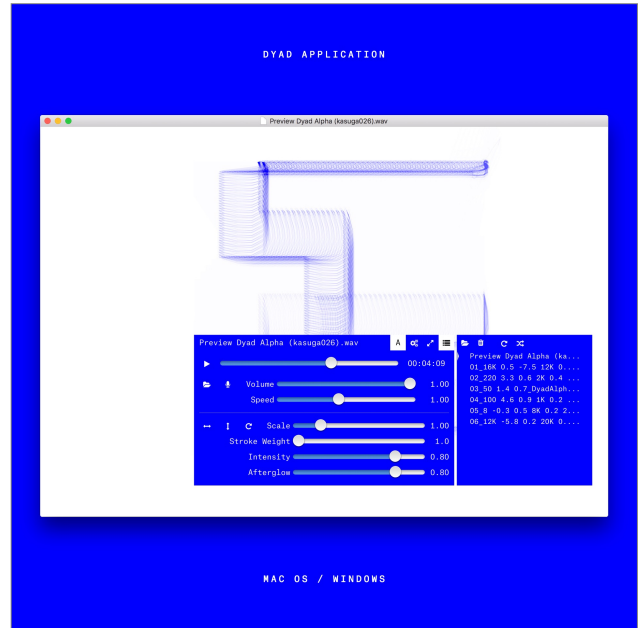 DYAD APPLICATION
Preview Dyad Alpha (kasuga026).wav
Preview Dyad Alpha (kasuga026).wav A
00:04:09
Volume 1.00
Speed 1.00
Scale 1.00
Stroke Weight 1.0
Intensity 0.80
Afterglow 0.80
Preview Dyad Alpha (ka...
01_16K 0.5 -7.5 12K 0....
02_220 3.3 0.6 2K 0.4 ...
03_50 1.4 0.7_DyadAlph...
04_100 4.6 0.9 1K 0.2 ...
05_8 -0.3 0.5 8K 0.2 2...
06_12K -5.8 0.2 20K 0....
MAC OS / WINDOWS